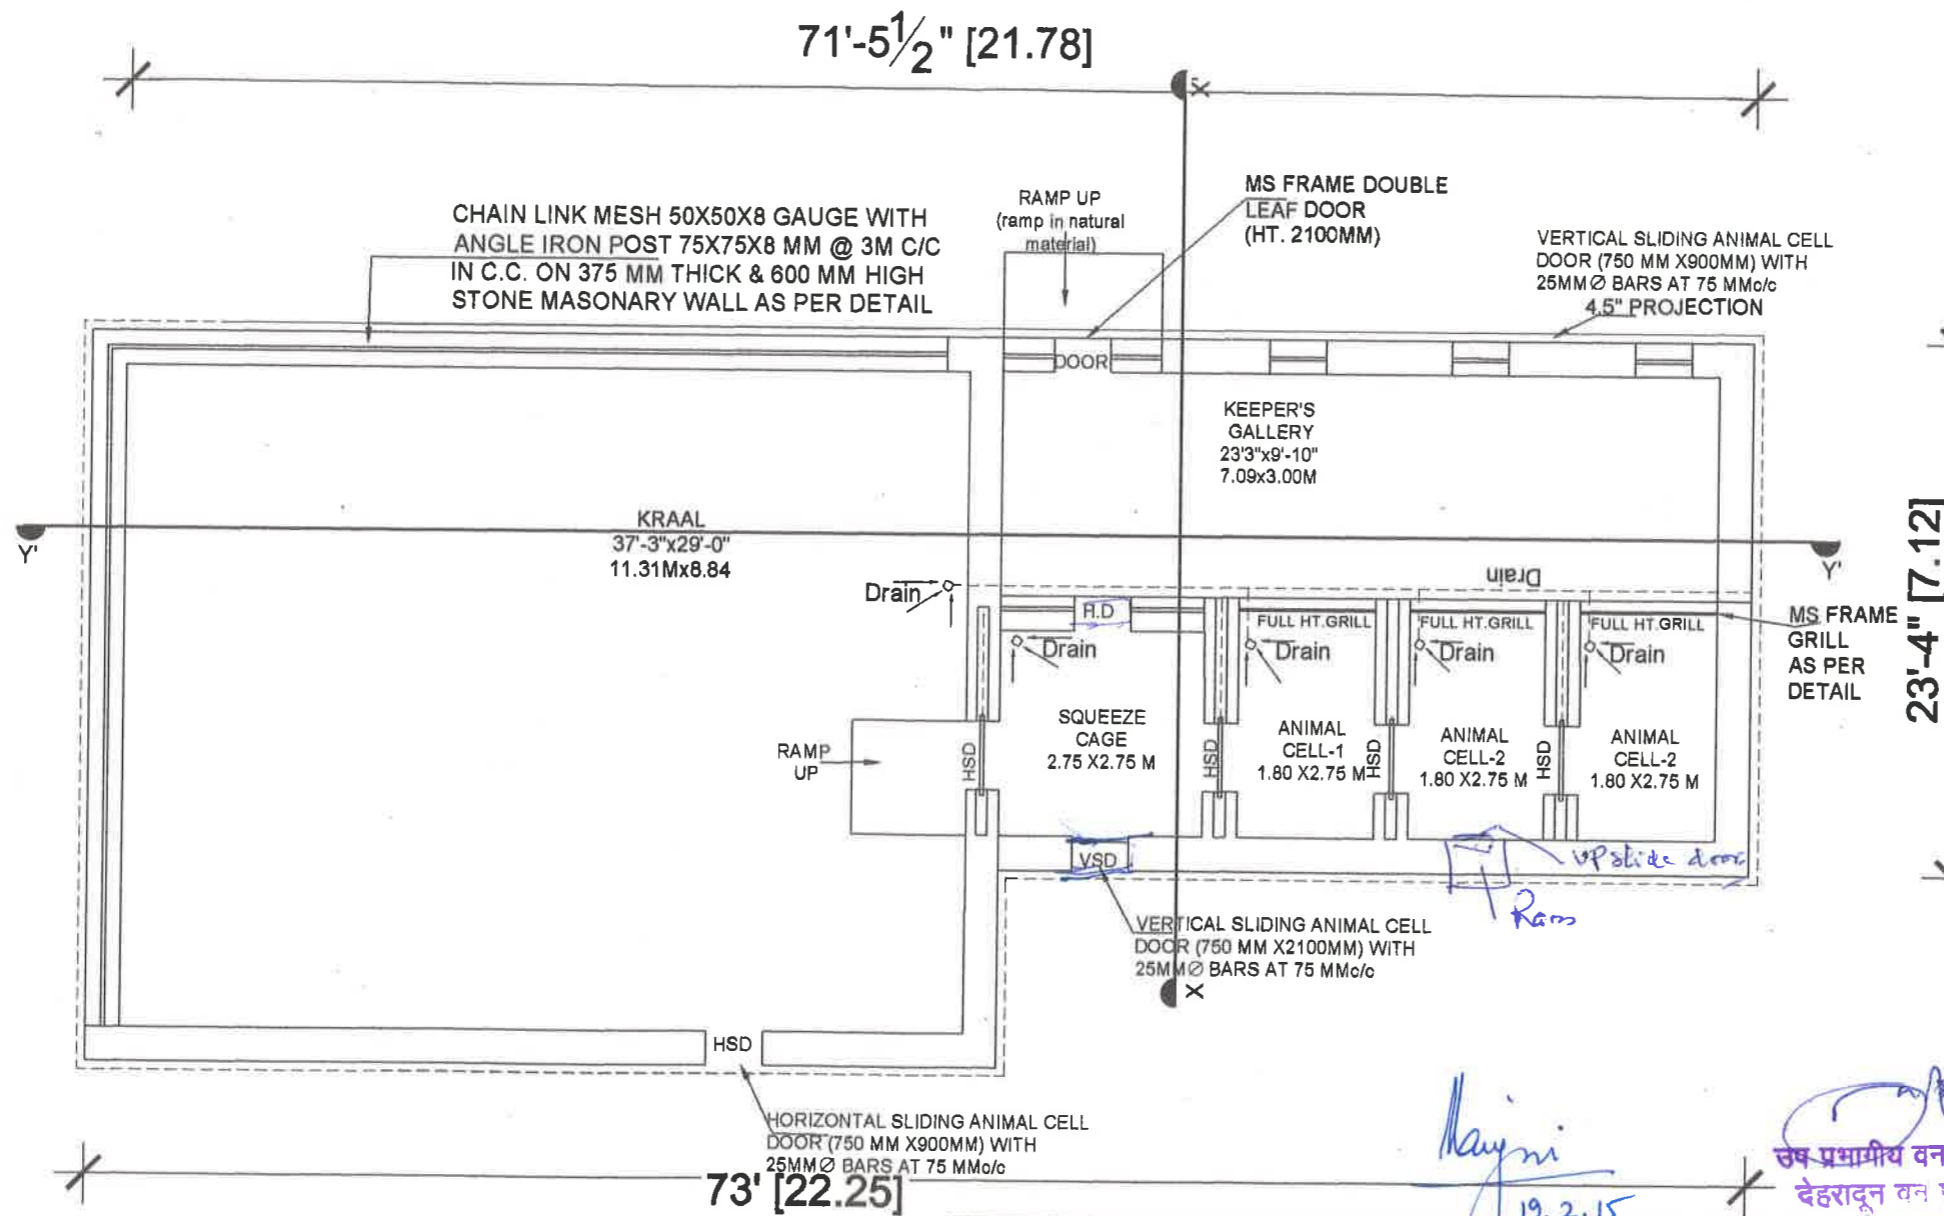 71'-5½" [21.78]
X
CHAIN LINK MESH 50X50X8 GAUGE WITH
ANGLE IRON POST 75X75X8 MM @ 3M C/C
IN C.C. ON 375 MM THICK & 600 MM HIGH
STONE MASONARY WALL AS PER DETAIL
RAMP UP
(ramp in natural
material)
MS FRAME DOUBLE
LEAF DOOR
(HT. 2100MM)
VERTICAL SLIDING ANIMAL CELL
DOOR (750 MM X900MM) WITH
25MMØ BARS AT 75 MMc/c
4.5" PROJECTION
DOOR
KEEPER'S
GALLERY
23'3"x9'-10"
7.09x3.00M
KRAAL
37'-3"x29'-0"
11.31Mx8.84
Y'
Y'
23'-4" [7.12]
Drain
Drain
H.D
FULL HT.GRILL
FULL HT.GRILL
FULL HT.GRILL
MS FRAME
GRILL
AS PER
DETAIL
Drain
Drain
Drain
Drain
SQUEEZE
CAGE
2.75 X2.75 M
ANIMAL
CELL-1
1.80 X2.75 M
ANIMAL
CELL-2
1.80 X2.75 M
ANIMAL
CELL-2
1.80 X2.75 M
RAMP
UP
HSD
HSD
HSD
HSD
VSD
UP slide door
VERTICAL SLIDING ANIMAL CELL
DOOR (750 MM X2100MM) WITH
25MMØ BARS AT 75 MMc/c
X
HSD
HORIZONTAL SLIDING ANIMAL CELL
DOOR (750 MM X900MM) WITH
25MMØ BARS AT 75 MMc/c
73' [22.25]
19.2.15
उप प्रभागीय वन
देहरादून वन